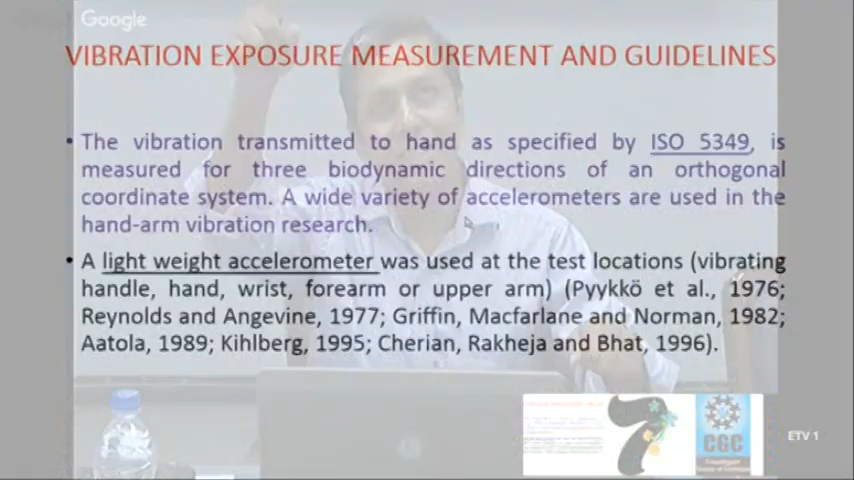 Google
VIBRATION EXPOSURE MEASUREMENT AND GUIDELINES
• The vibration transmitted to hand as specified by ISO 5349, is
measured for three biodynamic directions of an orthogonal
coordinate system. A wide variety of accelerometers are used in the
hand-arm vibration research.
• A light weight accelerometer was used at the test locations (vibrating
handle, hand, wrist, forearm or upper arm) (Pyykkö et al., 1976;
Reynolds and Angevine, 1977; Griffin, Macfarlane and Norman, 1982;
Aatola, 1989; Kihlberg, 1995; Cherian, Rakheja and Bhat, 1996).
7
CGC
ETV 1